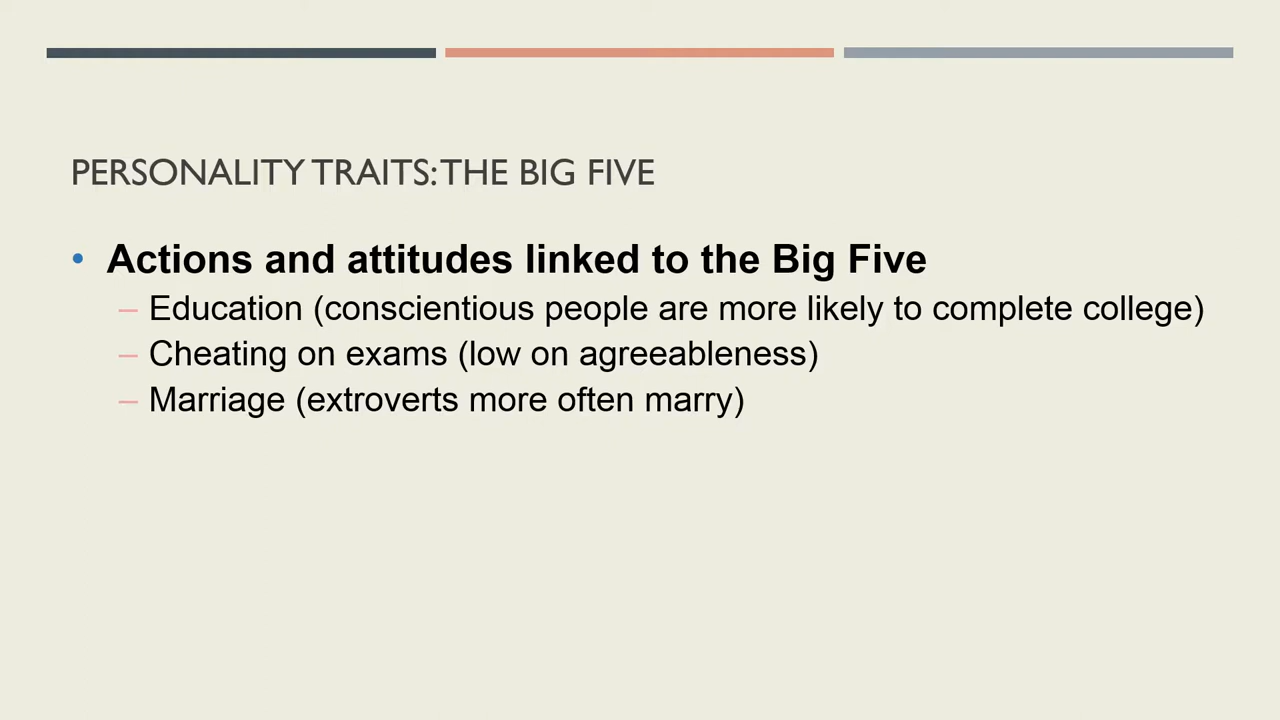 PERSONALITY TRAITS: THE BIG FIVE
• Actions and attitudes linked to the Big Five
– Education (conscientious people are more likely to complete college)
– Cheating on exams (low on agreeableness)
– Marriage (extroverts more often marry)